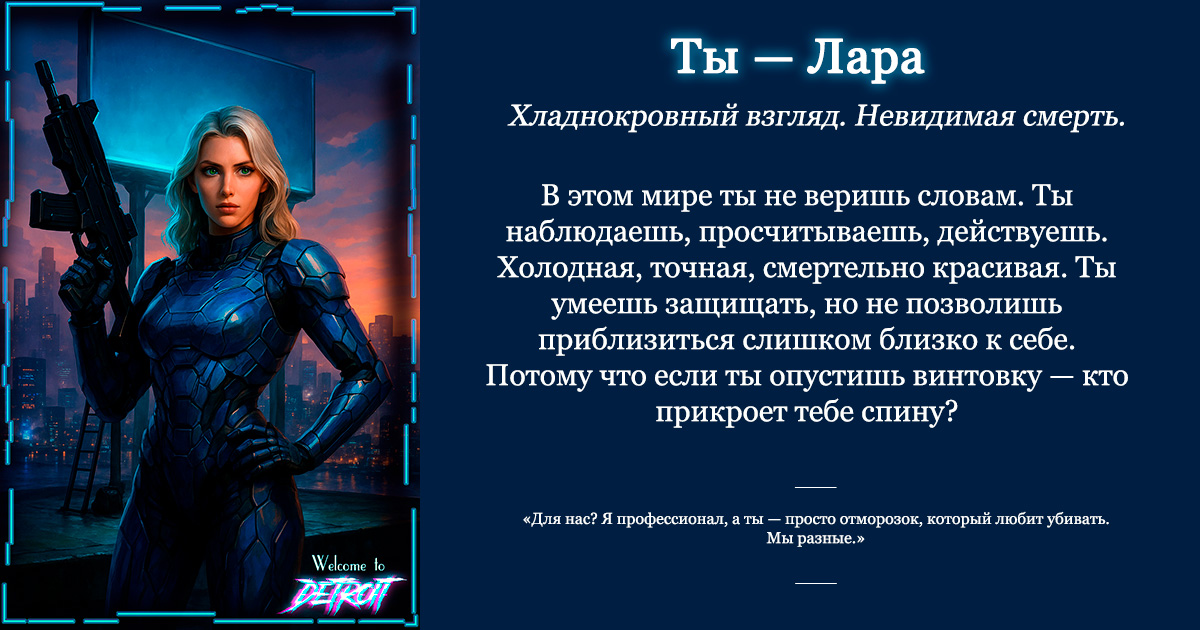 Ты — Лара
Хладнокровный взгляд. Невидимая смерть.
В этом мире ты не веришь словам. Ты
наблюдаешь, просчитываешь, действуешь.
Холодная, точная, смертельно красивая. Ты
умеешь защищать, но не позволишь
приблизиться слишком близко к себе.
Потому что если ты опустишь винтовку — кто
прикроет тебе спину?
«Для нас? Я профессионал, а ты — просто отморозок, который любит убивать.
Мы разные.»
Welcome to
DETROIT